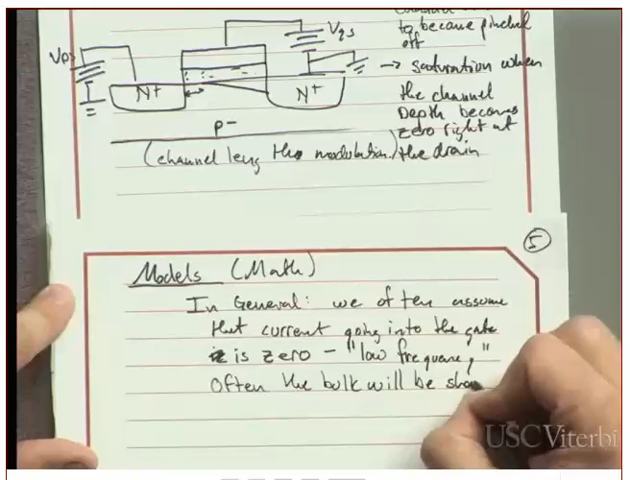 to became pinched
off
VD
Vgs
→ saturation when
the channel
N+
N+
Depth becomes
zero right at
the drain
P-
(channel length modulation)
5
Models (Math)
In General: we often assume
that current going into the gate
is zero - "low frequency"
Often the bulk will be sho
USC Viterbi